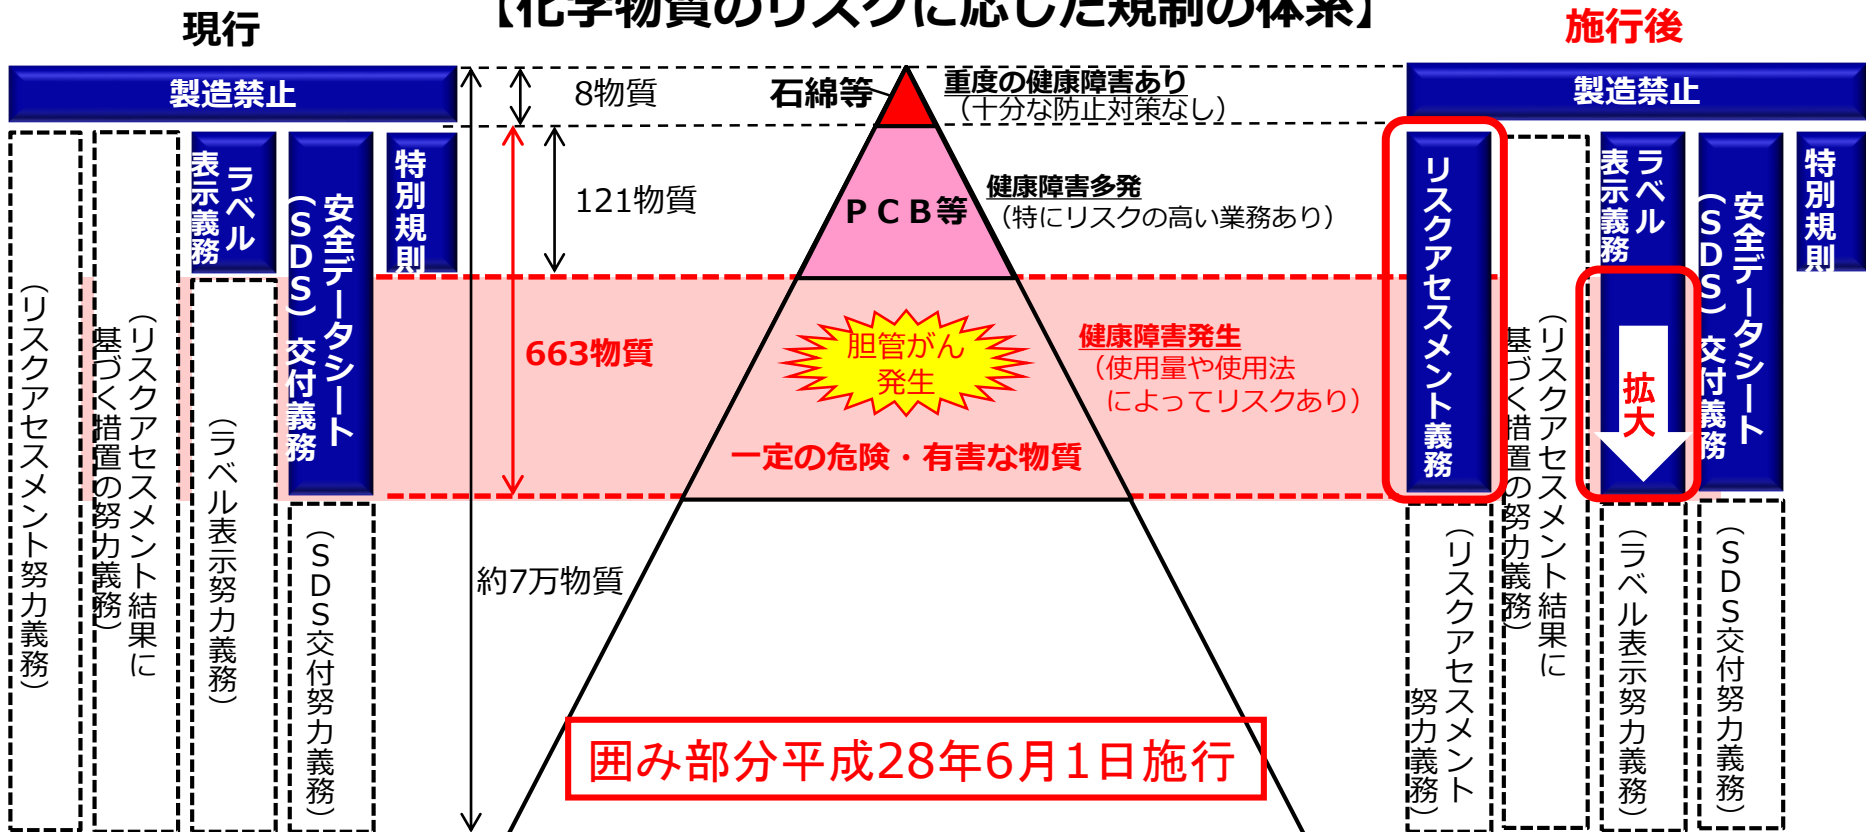 【化学物質のリスクに応じた規制の体系】
現行
施行後
製造禁止
8物質
石綿等
重度の健康障害あり
（十分な防止対策なし）
製造禁止
（リスクアセスメント努力義務）
（リスクアセスメント結果に
基づく措置の努力義務）
ラベル
表示義務
（ラベル表示努力義務）
安全データシート
（SDS）交付義務
（SDS交付努力義務）
特別規則
121物質
663物質
約7万物質
ＰＣＢ等
健康障害多発
（特にリスクの高い業務あり）
胆管がん
発生
健康障害発生
（使用量や使用法
によってリスクあり）
一定の危険・有害な物質
囲み部分平成28年6月1日施行
リスクアセスメント義務
（リスクアセスメント
努力義務）
（リスクアセスメント結果に
基づく措置の努力義務）
ラベル
表示義務
拡大
（ラベル表示努力義務）
安全データシート
（SDS）交付義務
（SDS交付努力義務）
特別規則